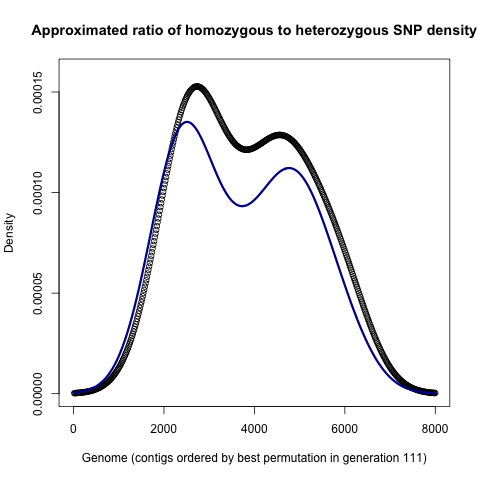 Approximated ratio of homozygous to heterozygous SNP density
0.00015
0.00010
0.00005
0.00000
Density
0 2000 4000 6000 8000
Genome (contigs ordered by best permutation in generation 111)